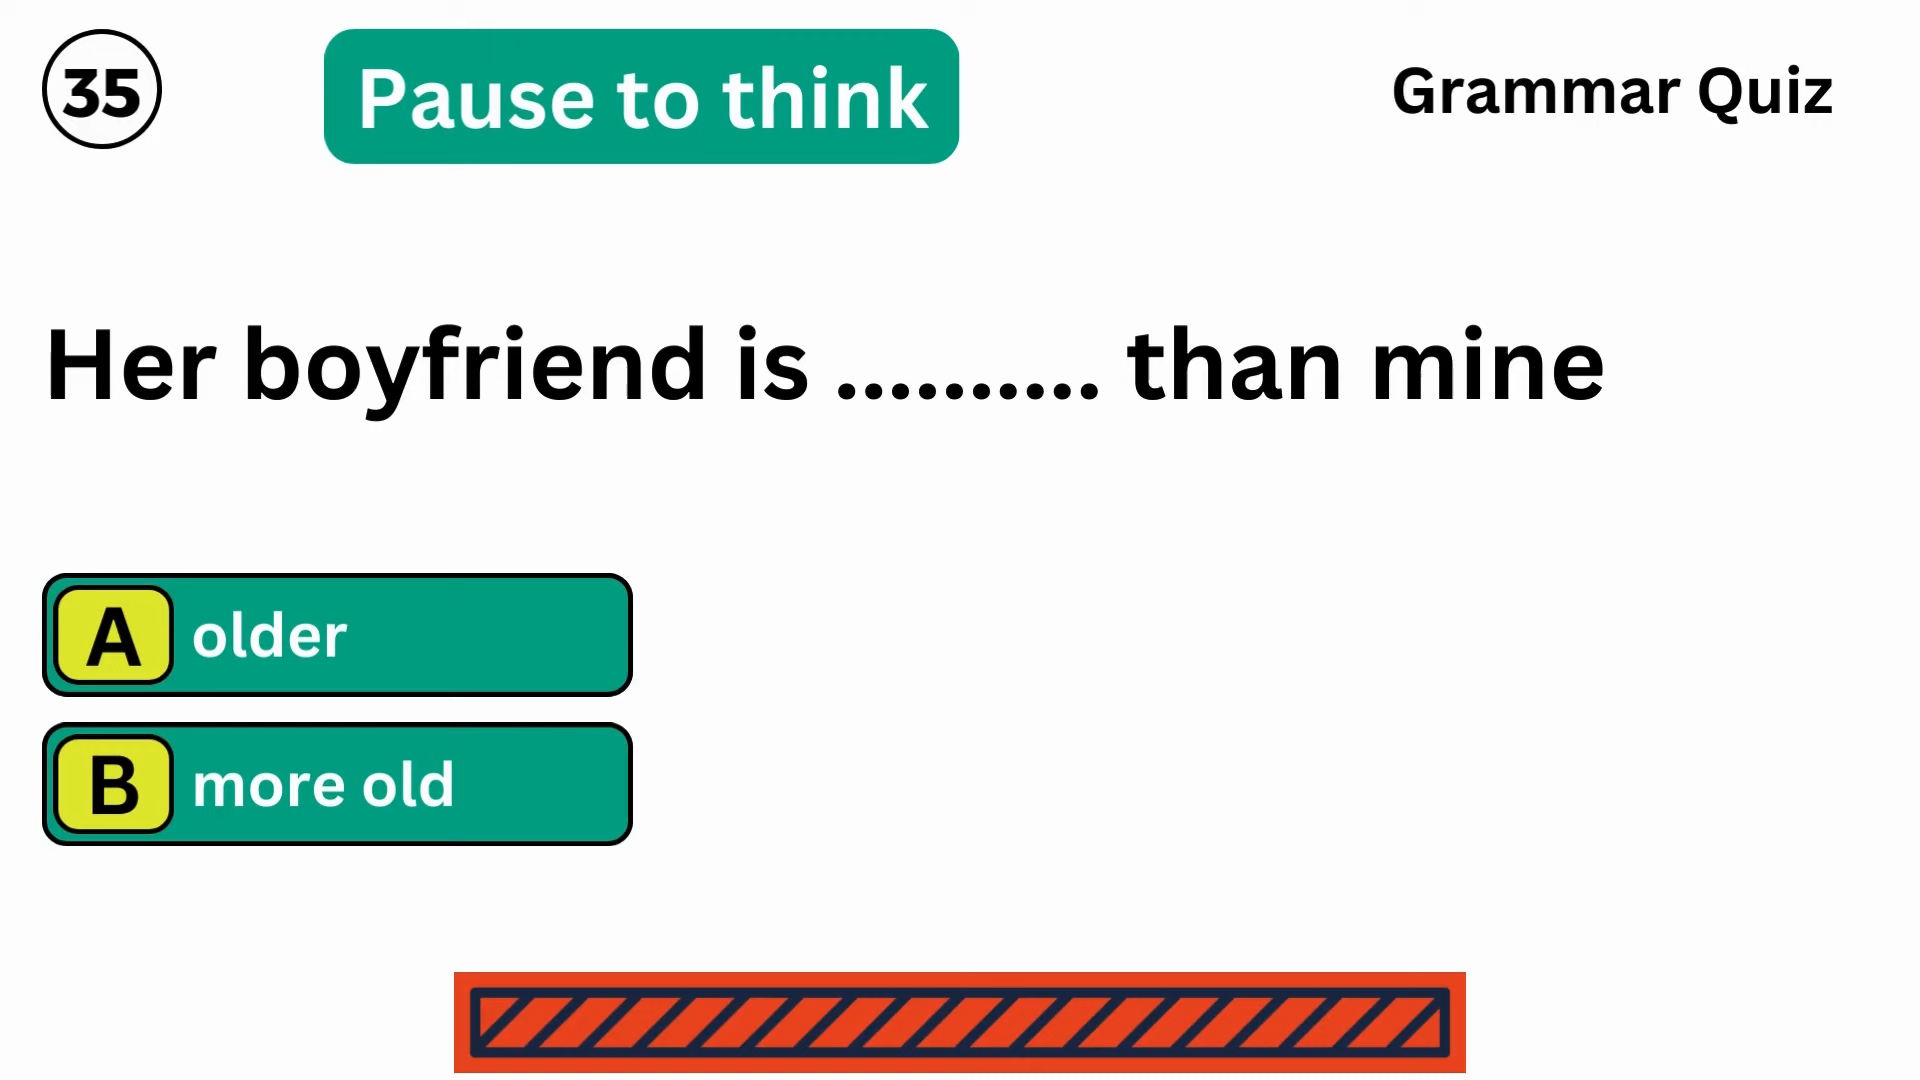 35
Pause to think
Grammar Quiz
Her boyfriend is .......... than mine
A older
B more old